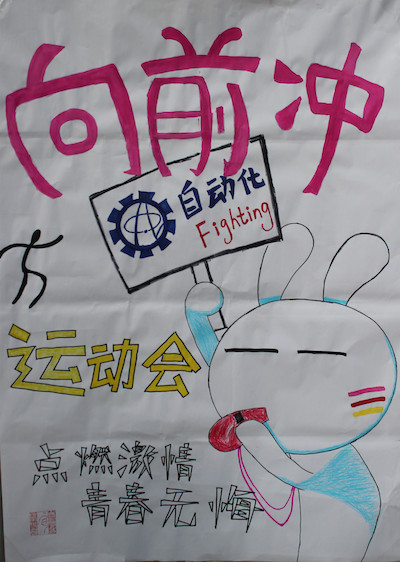 向前冲
自动化
Fighting
运动会
点燃激情
青春无悔